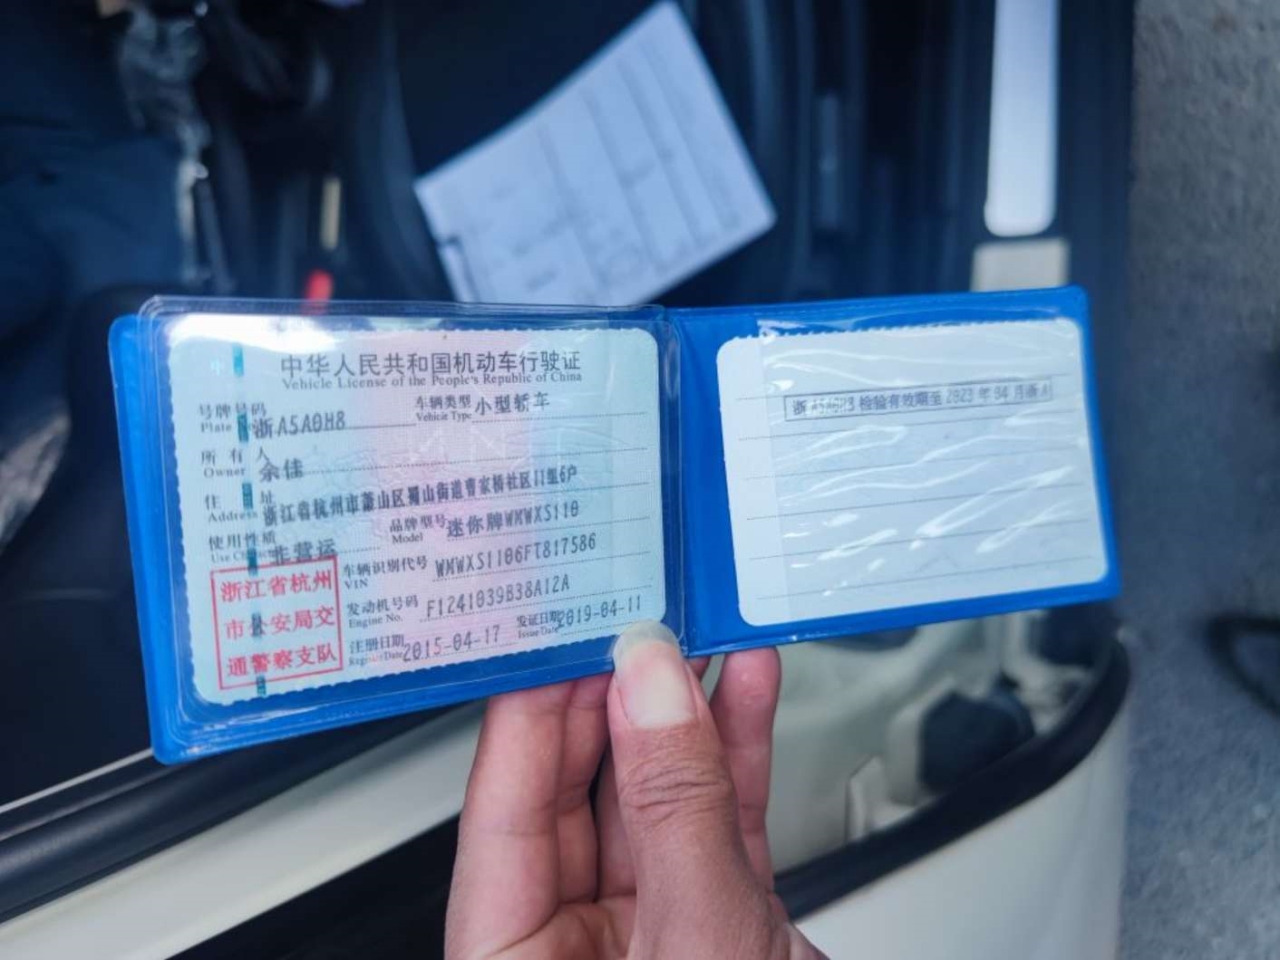 中华人民共和国机动车行驶证
Vehicle License of the People's Republic of China
号牌号码 浙A5A0H8 车辆类型 小型轿车
Plate No. Vehicle Type
所有人 余佳
Owner
住址 浙江省杭州市萧山区蜀山街道曹家桥社区11组6户
Address
使用性质 非营运 品牌型号 迷你牌WMWXS110
Model
车辆识别代号 WMWXS1106FT817586
VIN
发动机号码 F1241039B38A12A
Engine No.
注册日期 2015-04-17 发证日期 2019-04-11
Register Date Issue Date
浙江省杭州
市公安局交
通警察支队
检验有效期至 2023 年 04 月 浙A